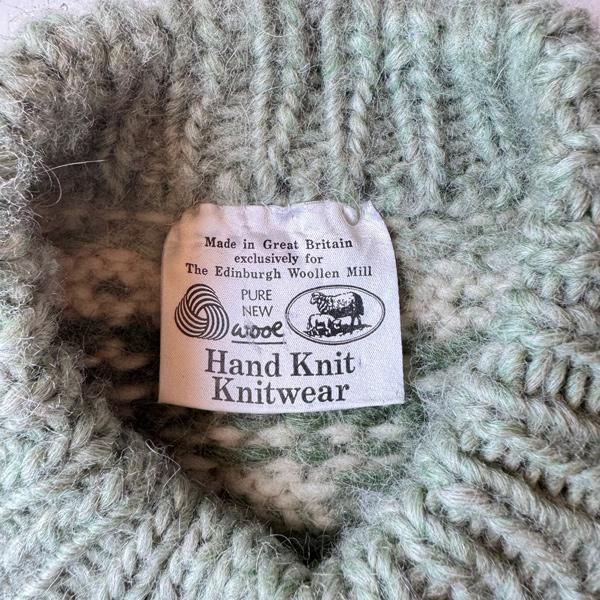 Made in Great Britain
exclusively for
The Edinburgh Woollen Mill
PURE
NEW
wool
Hand Knit
Knitwear